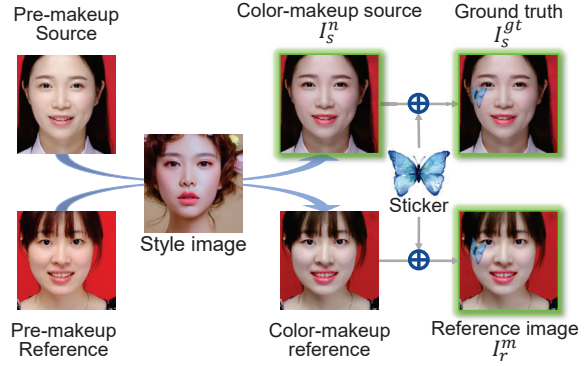 Pre-makeup
Source
Color-makeup source
I_s^n
Ground truth
I_s^{gt}
Style image
Sticker
Pre-makeup
Reference
Color-makeup
reference
Reference image
I_r^m